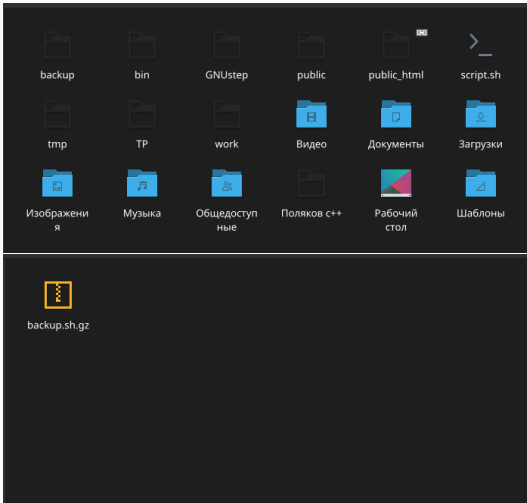 backup bin GNUstep public public_html script.sh
tmp TP work Видео Документы Загрузки
Изображени Музыка Общедоступ Поляков с++ Рабочий Шаблоны
я ные стол
backup.sh.gz